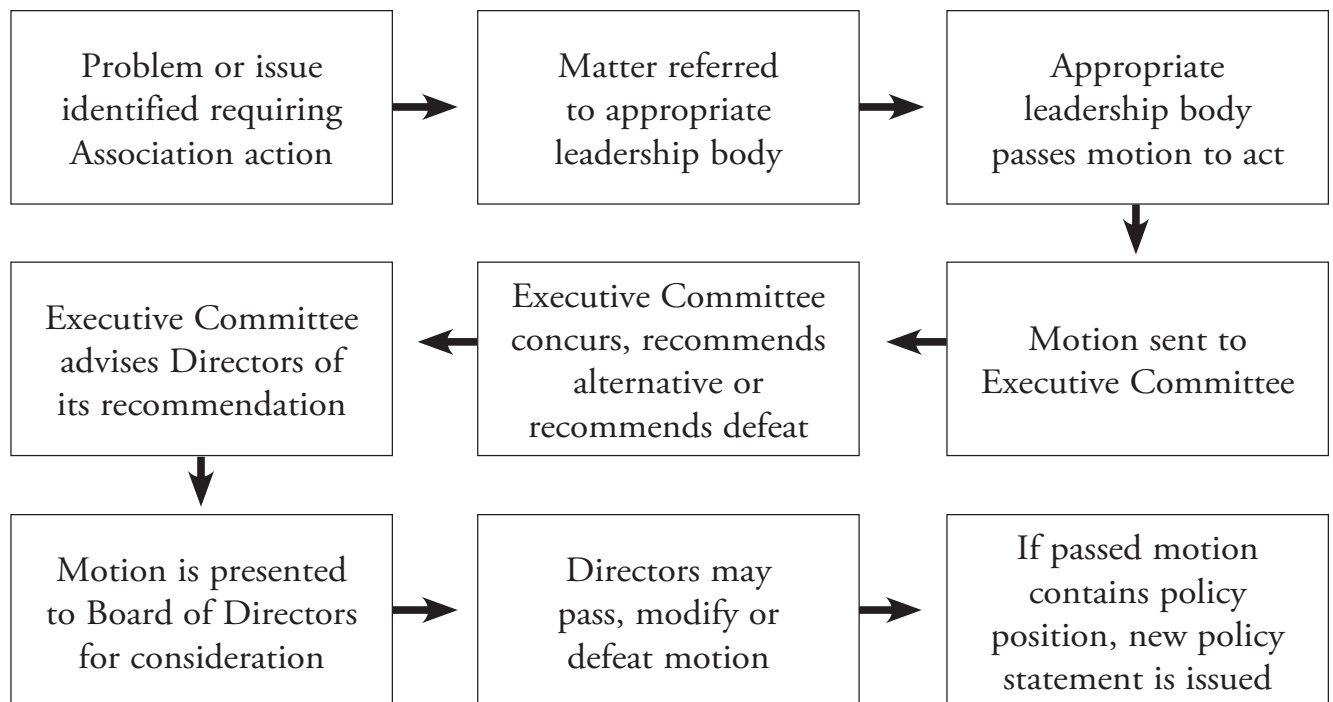 Problem or issue
identified requiring
Association action
Matter referred
to appropriate
leadership body
Appropriate
leadership body
passes motion to act
Motion sent to
Executive Committee
Executive Committee
concurs, recommends
alternative or
recommends defeat
Executive Committee
advises Directors of
its recommendation
Motion is presented
to Board of Directors
for consideration
Directors may
pass, modify or
defeat motion
If passed motion
contains policy
position, new policy
statement is issued